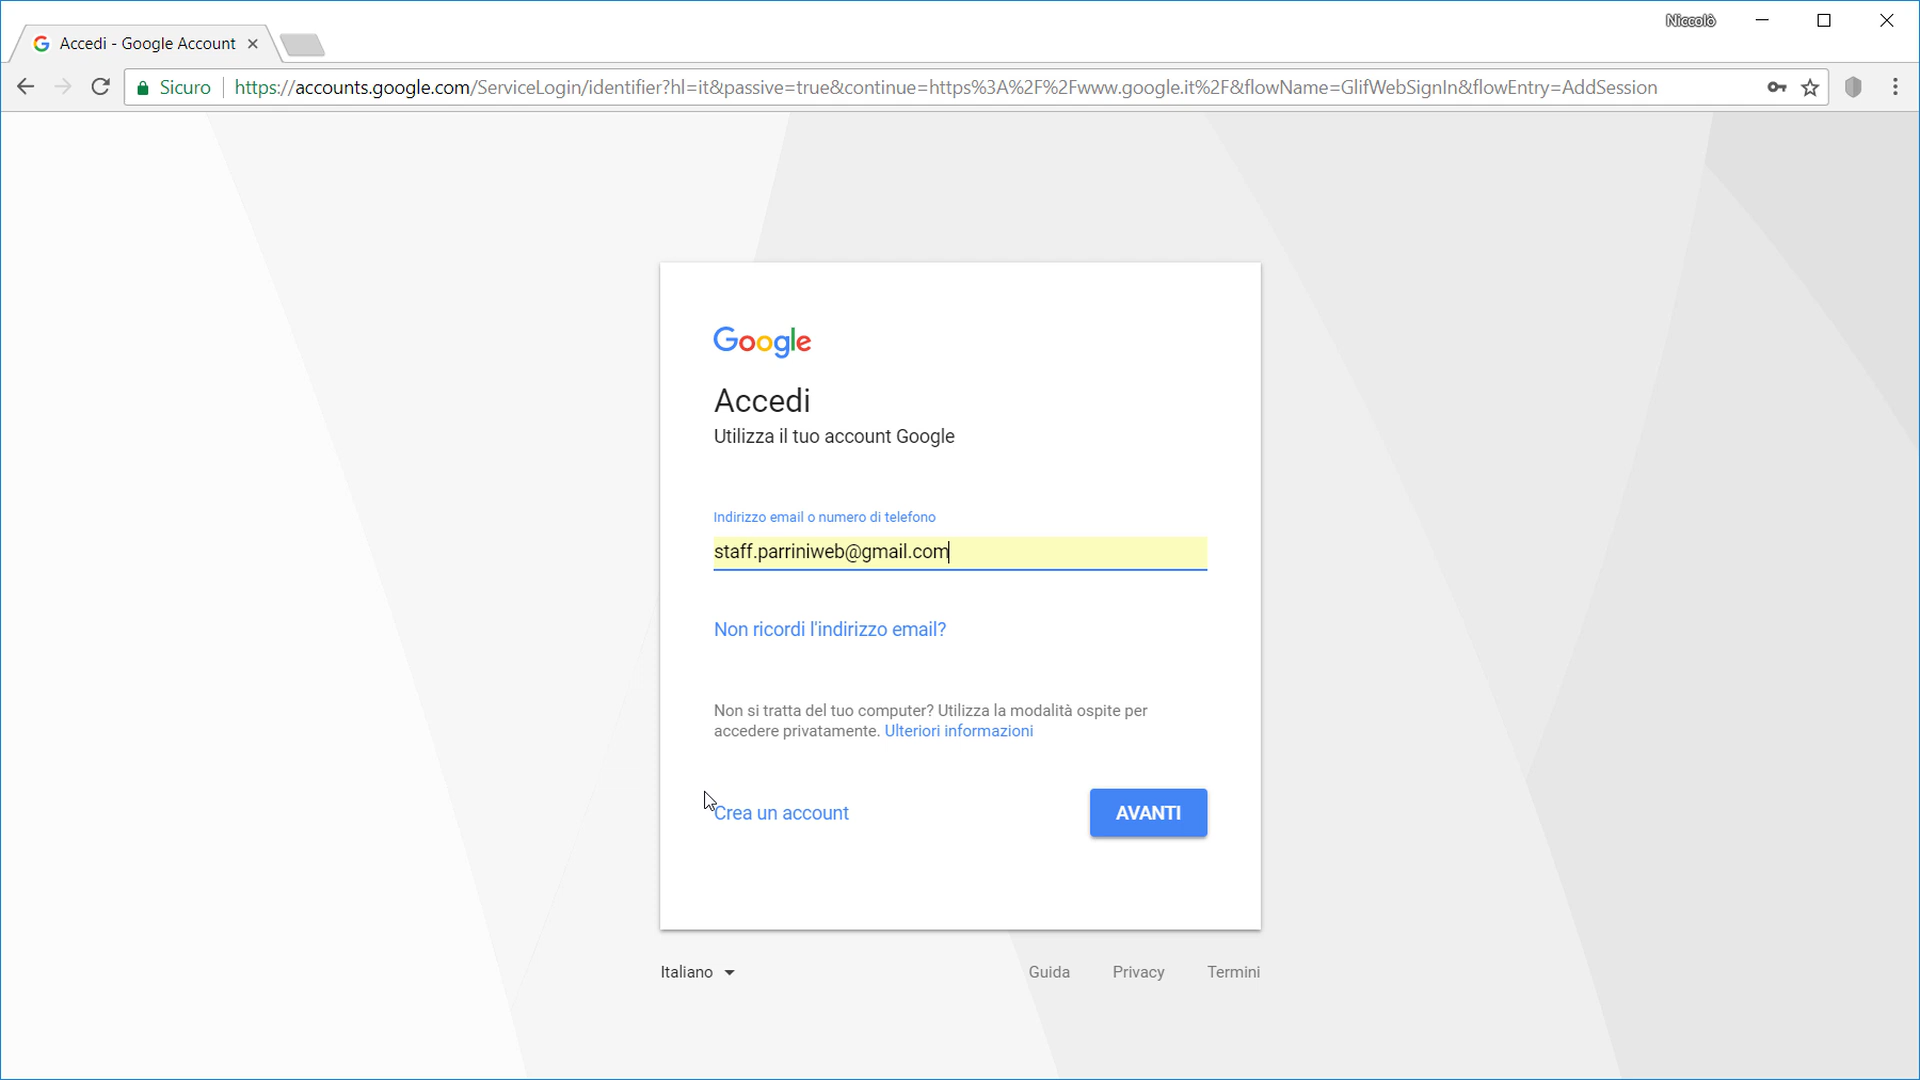 Niccolò
Accedi - Google Account
Sicuro https://accounts.google.com/ServiceLogin/identifier?hl=it&passive=true&continue=https%3A%2F%2Fwww.google.it%2F&flowName=GlifWebSignIn&flowEntry=AddSession
Google
Accedi
Utilizza il tuo account Google
Indirizzo email o numero di telefono
staff.parriniweb@gmail.com
Non ricordi l'indirizzo email?
Non si tratta del tuo computer? Utilizza la modalità ospite per
accedere privatamente. Ulteriori informazioni
Crea un account AVANTI
Italiano Guida Privacy Termini